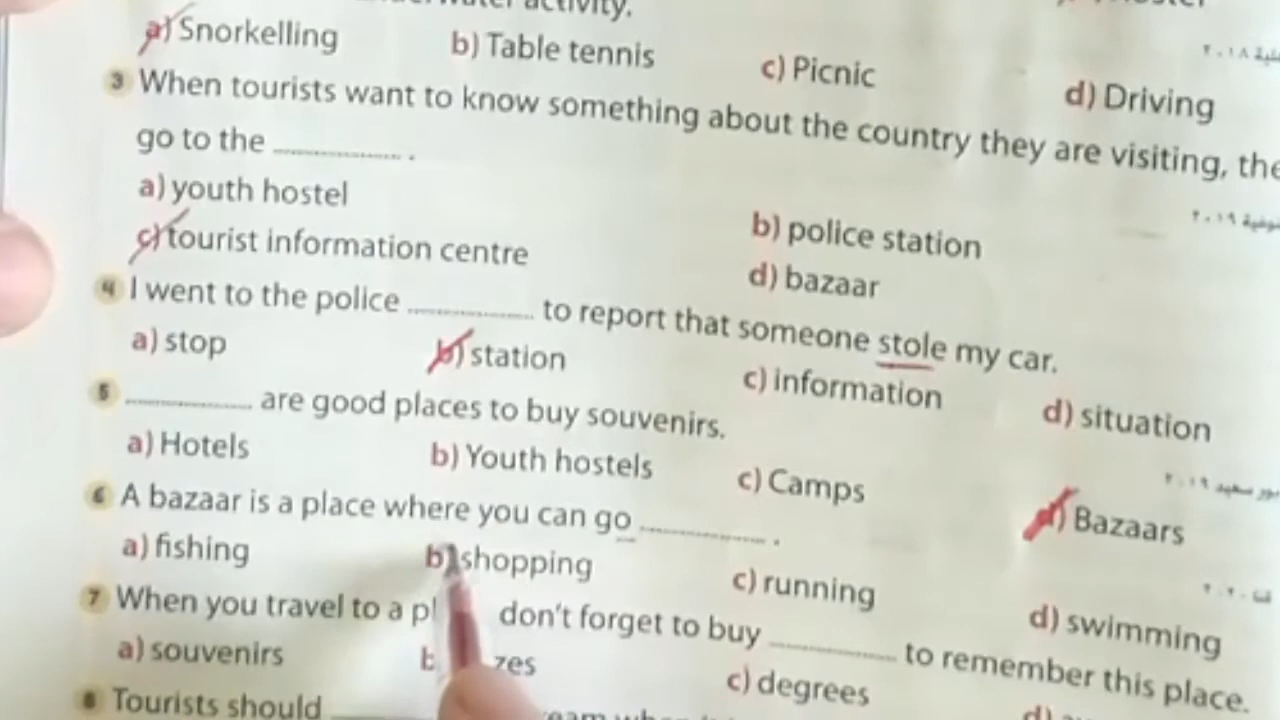 activity.
a) Snorkelling b) Table tennis c) Picnic d) Driving
3 When tourists want to know something about the country they are visiting, the
go to the .............. .
a) youth hostel b) police station
c) tourist information centre d) bazaar
4 I went to the police .............. to report that someone stole my car.
a) stop b) station c) information d) situation
5 .............. are good places to buy souvenirs.
a) Hotels b) Youth hostels c) Camps d) Bazaars
6 A bazaar is a place where you can go .............. .
a) fishing b) shopping c) running d) swimming
7 When you travel to a pl don't forget to buy .............. to remember this place.
a) souvenirs zes c) degrees d)
8 Tourists should